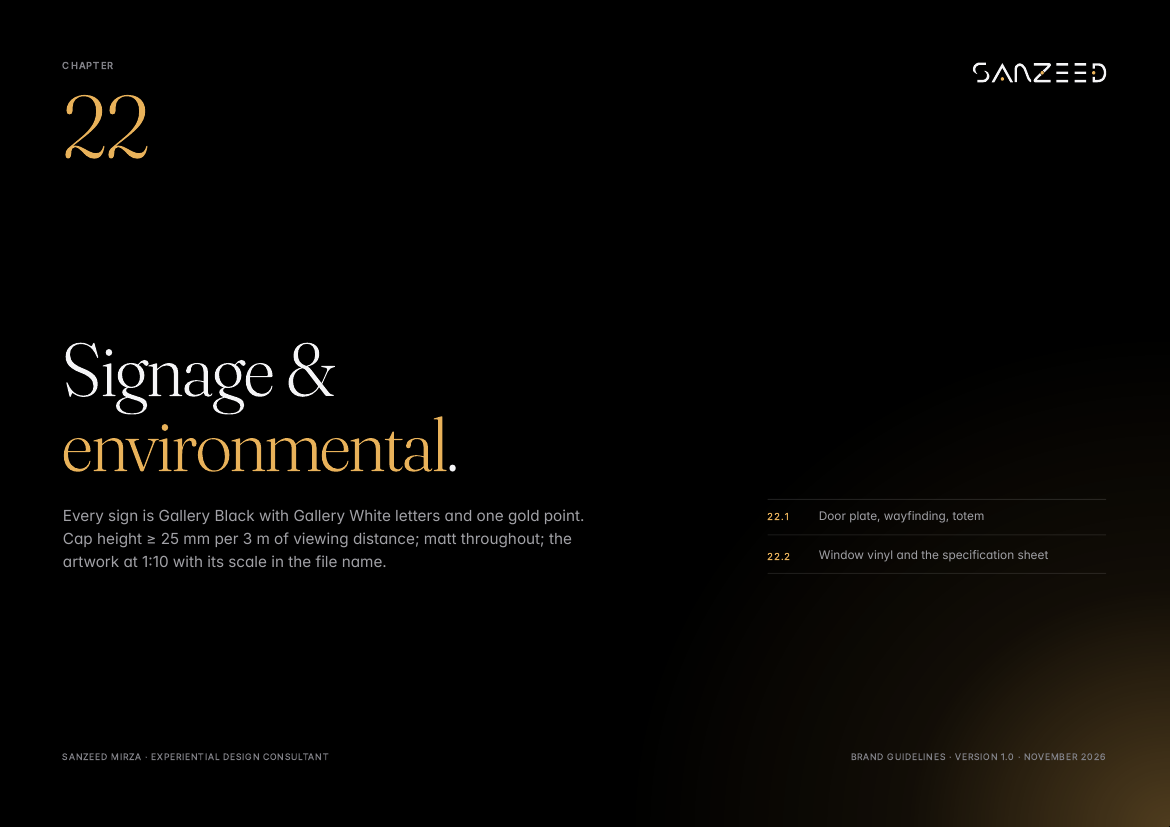 CHAPTER
22
SANZEED
Signage &
environmental.
Every sign is Gallery Black with Gallery White letters and one gold point.
Cap height ≥ 25 mm per 3 m of viewing distance; matt throughout; the
artwork at 1:10 with its scale in the file name.
22.1 Door plate, wayfinding, totem
22.2 Window vinyl and the specification sheet
SANZEED MIRZA · EXPERIENTIAL DESIGN CONSULTANT
BRAND GUIDELINES · VERSION 1.0 · NOVEMBER 2026